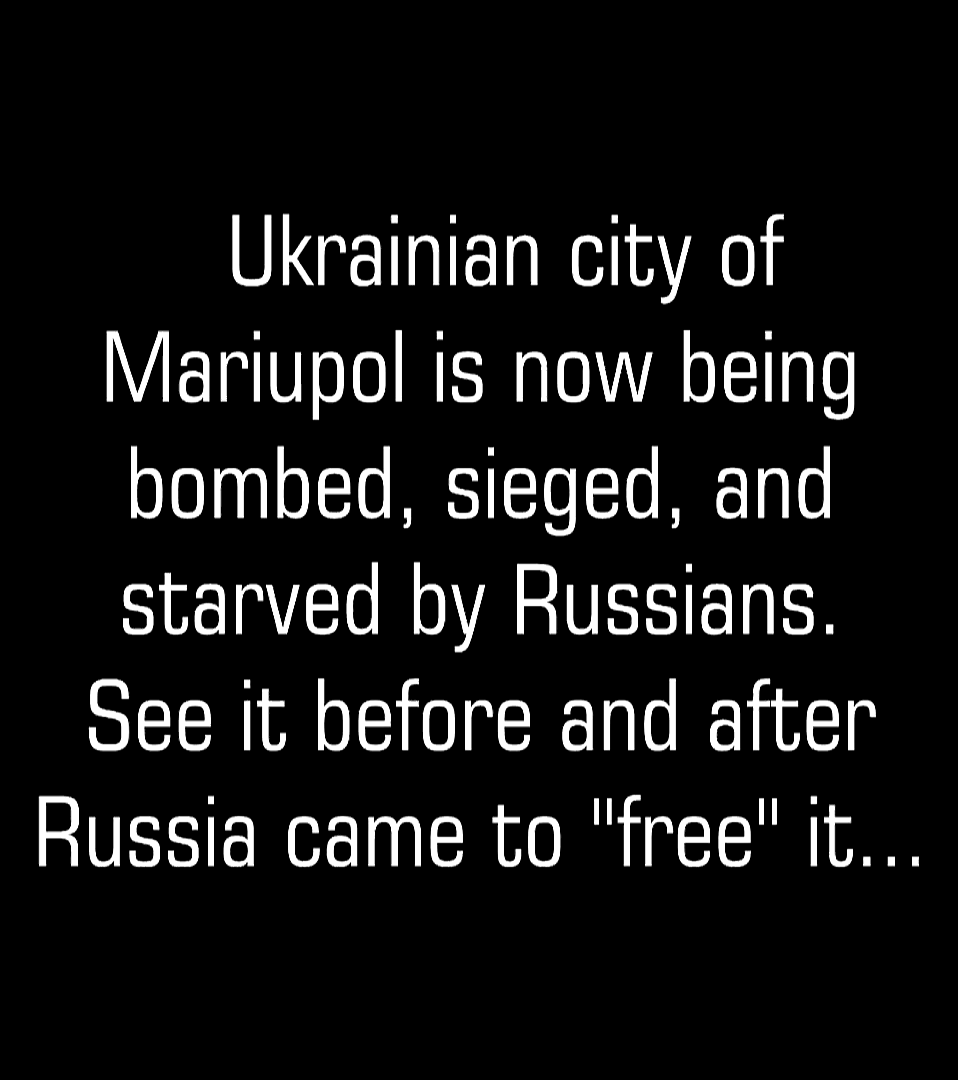 Ukrainian city of
Mariupol is now being
bombed, sieged, and
starved by Russians.
See it before and after
Russia came to "free" it...